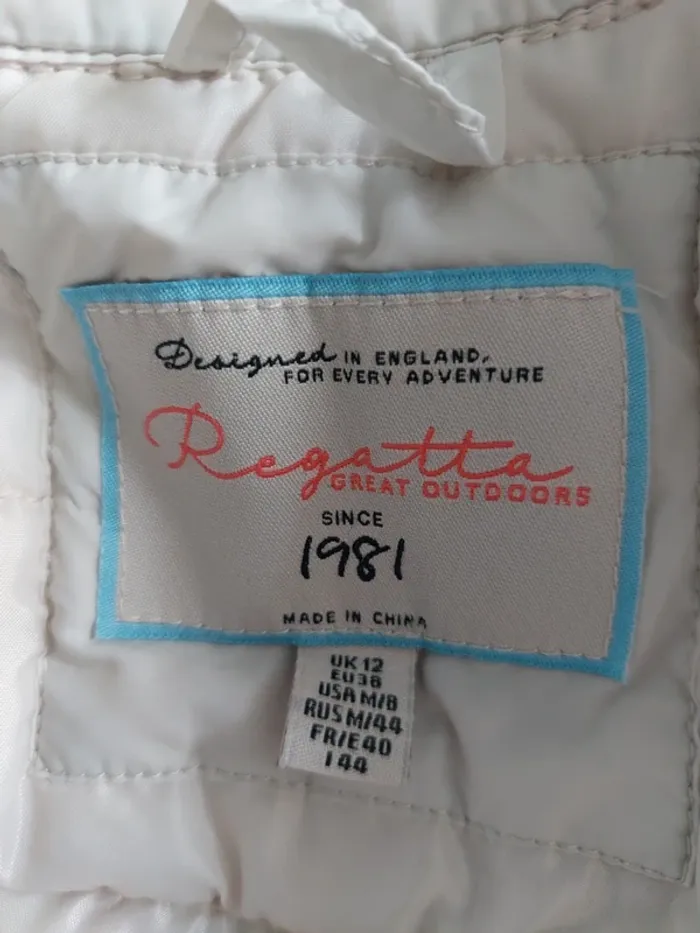 Designed IN ENGLAND,
FOR EVERY ADVENTURE
Regatta
GREAT OUTDOORS
SINCE
1981
MADE IN CHINA
UK 12
EU38
USA M/8
RUS M/44
FR/E40
I 44